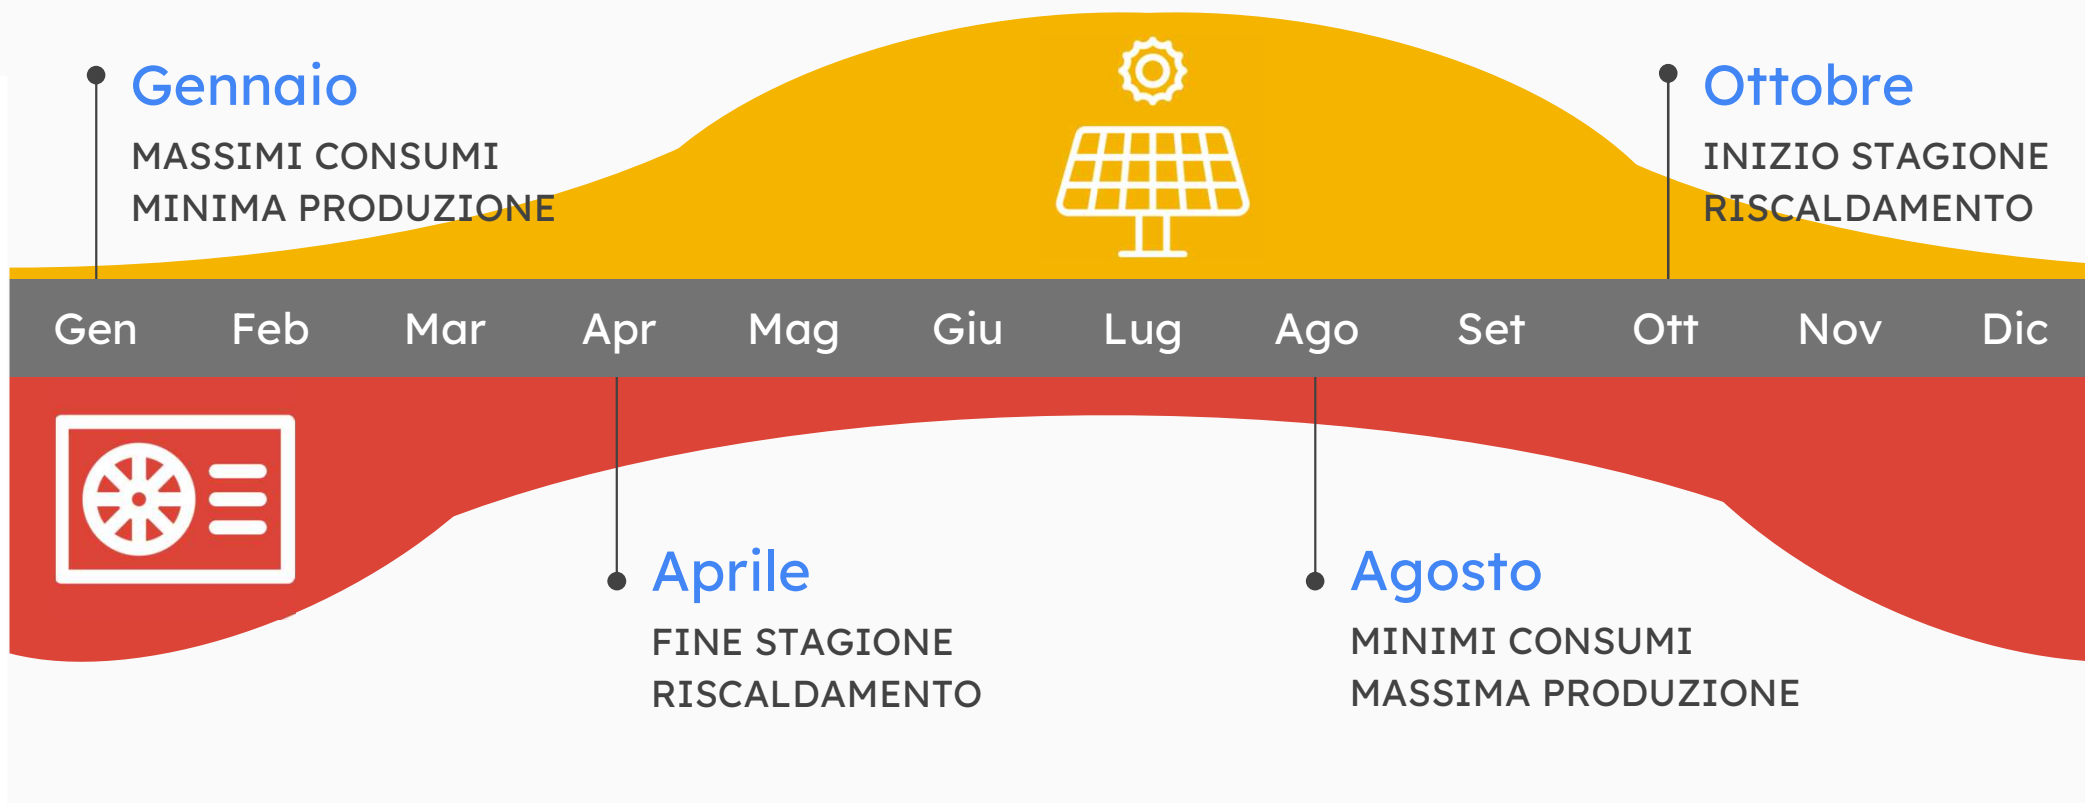 Gennaio
MASSIMI CONSUMI
MINIMA PRODUZIONE
Ottobre
INIZIO STAGIONE
RISCALDAMENTO
Gen Feb Mar Apr Mag Giu Lug Ago Set Ott Nov Dic
Aprile
FINE STAGIONE
RISCALDAMENTO
Agosto
MINIMI CONSUMI
MASSIMA PRODUZIONE